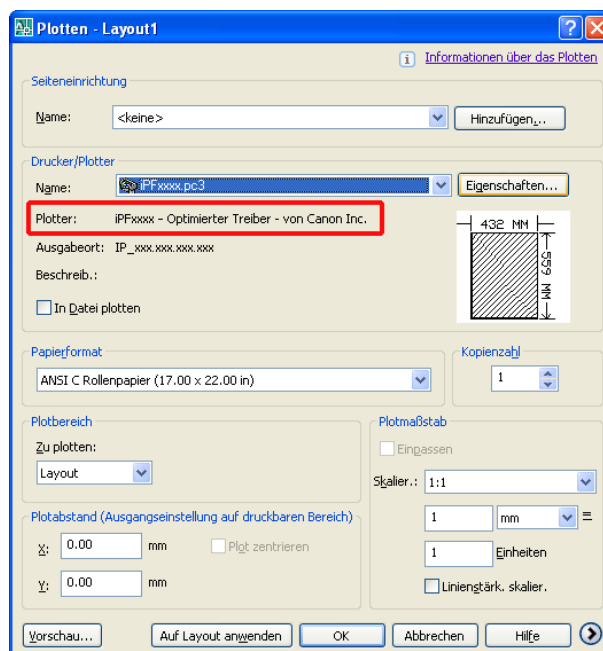 Plotten - Layout1
Informationen über das Plotten
Seiteneinrichtung
Name: <keine> Hinzufügen...
Drucker/Plotter
Name: iPFxxxx.pc3 Eigenschaften...
Plotter: iPFxxxx - Optimierter Treiber - von Canon Inc.
Ausgabeort: IP_xxx.xxx.xxx.xxx
Beschreib.:
In Datei plotten
432 MM
559 MM
Papierformat
ANSI C Rollenpapier (17.00 x 22.00 in)
Kopienzahl
1
Plotbereich
Zu plotten:
Layout
Plotmaßstab
Einpassen
Skalier.: 1:1
1 mm =
1 Einheiten
Linienstärk. skalier.
Plotabstand (Ausgangseinstellung auf druckbaren Bereich)
X: 0.00 mm Plot zentrieren
Y: 0.00 mm
Vorschau... Auf Layout anwenden OK Abbrechen Hilfe